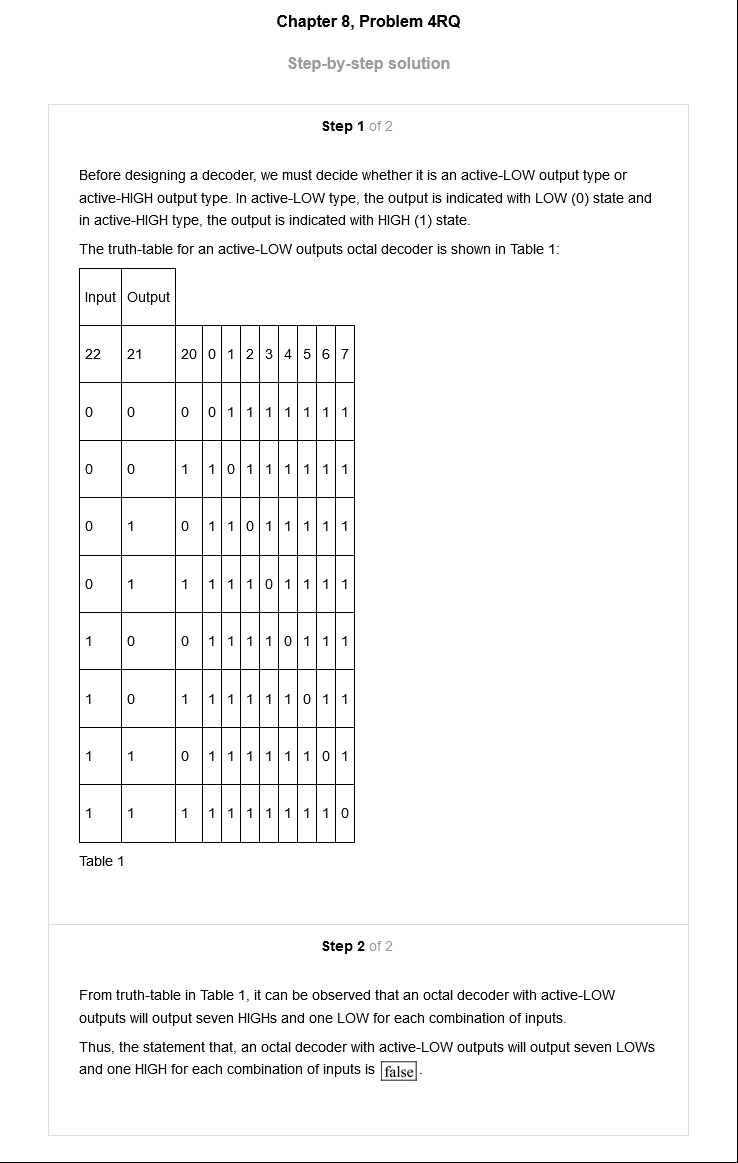 Chapter 8, Problem 4RQ
Step-by-step solution
Step 1 of 2
Before designing a decoder, we must decide whether it is an active-LOW output type or
active-HIGH output type. In active-LOW type, the output is indicated with LOW (0) state and
in active-HIGH type, the output is indicated with HIGH (1) state.
The truth-table for an active-LOW outputs octal decoder is shown in Table 1:
Input Output
22 21 20 0 1 2 3 4 5 6 7
0 0 0 0 1 1 1 1 1 1 1
0 0 1 1 0 1 1 1 1 1 1
0 1 0 1 1 0 1 1 1 1 1
0 1 1 1 1 1 0 1 1 1 1
1 0 0 1 1 1 1 0 1 1 1
1 0 1 1 1 1 1 1 0 1 1
1 1 0 1 1 1 1 1 1 0 1
1 1 1 1 1 1 1 1 1 1 0
Table 1
Step 2 of 2
From truth-table in Table 1, it can be observed that an octal decoder with active-LOW
outputs will output seven HIGHs and one LOW for each combination of inputs.
Thus, the statement that, an octal decoder with active-LOW outputs will output seven LOWs
and one HIGH for each combination of inputs is false.